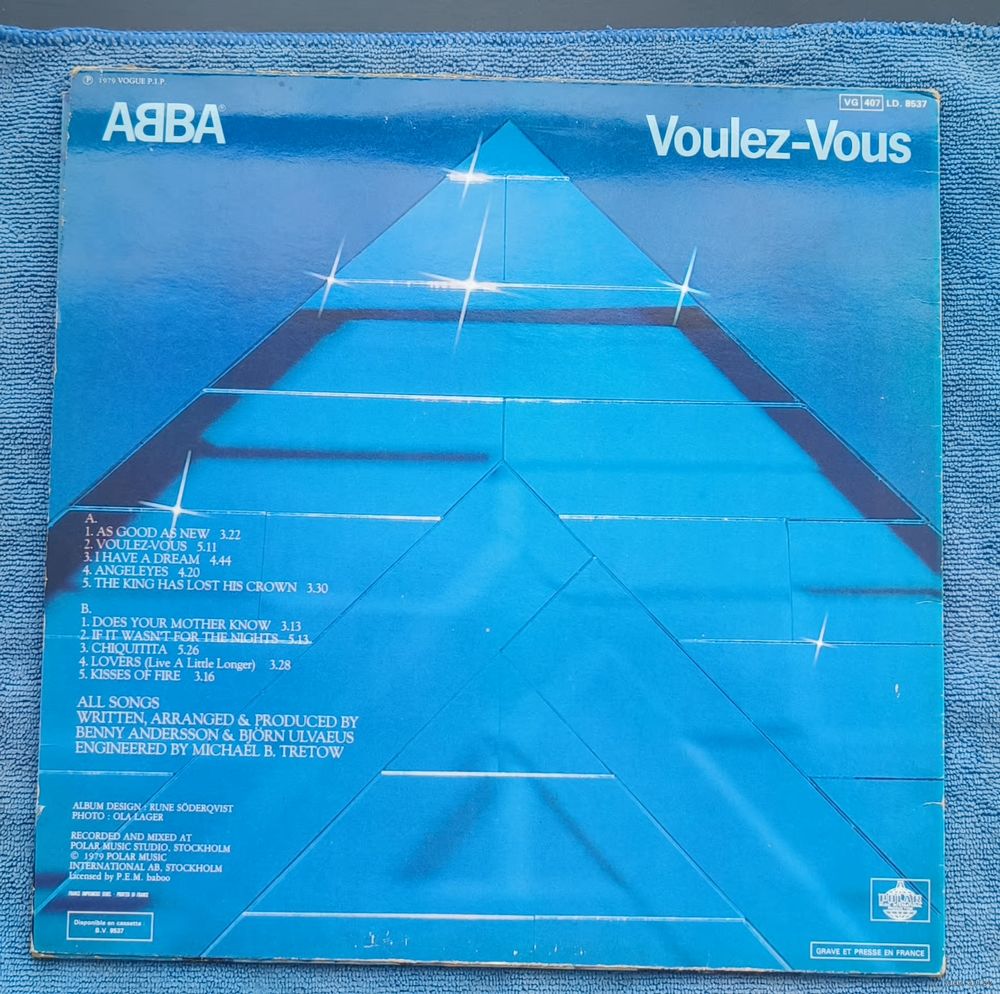 ℗ 1979 VOGUE P.I.P.
VG 407 LD. 8537
ABBA®
Voulez-Vous
A.
1. AS GOOD AS NEW 3.22
2. VOULEZ-VOUS 5.11
3. I HAVE A DREAM 4.44
4. ANGELEYES 4.20
5. THE KING HAS LOST HIS CROWN 3.30
B.
1. DOES YOUR MOTHER KNOW 3.13
2. IF IT WASN'T FOR THE NIGHTS 5.13
3. CHIQUITITA 5.26
4. LOVERS (Live A Little Longer) 3.28
5. KISSES OF FIRE 3.16
ALL SONGS
WRITTEN, ARRANGED & PRODUCED BY
BENNY ANDERSSON & BJÖRN ULVAEUS
ENGINEERED BY MICHAEL B. TRETOW
ALBUM DESIGN : RUNE SÖDERQVIST
PHOTO : OLA LAGER
RECORDED AND MIXED AT
POLAR MUSIC STUDIO, STOCKHOLM
© 1979 POLAR MUSIC
INTERNATIONAL AB, STOCKHOLM
Licensed by P.E.M. baboo
PRINTED IN FRANCE
Disponible en cassette
B.V. 9537
POLAR
GRAVE ET PRESSE EN FRANCE